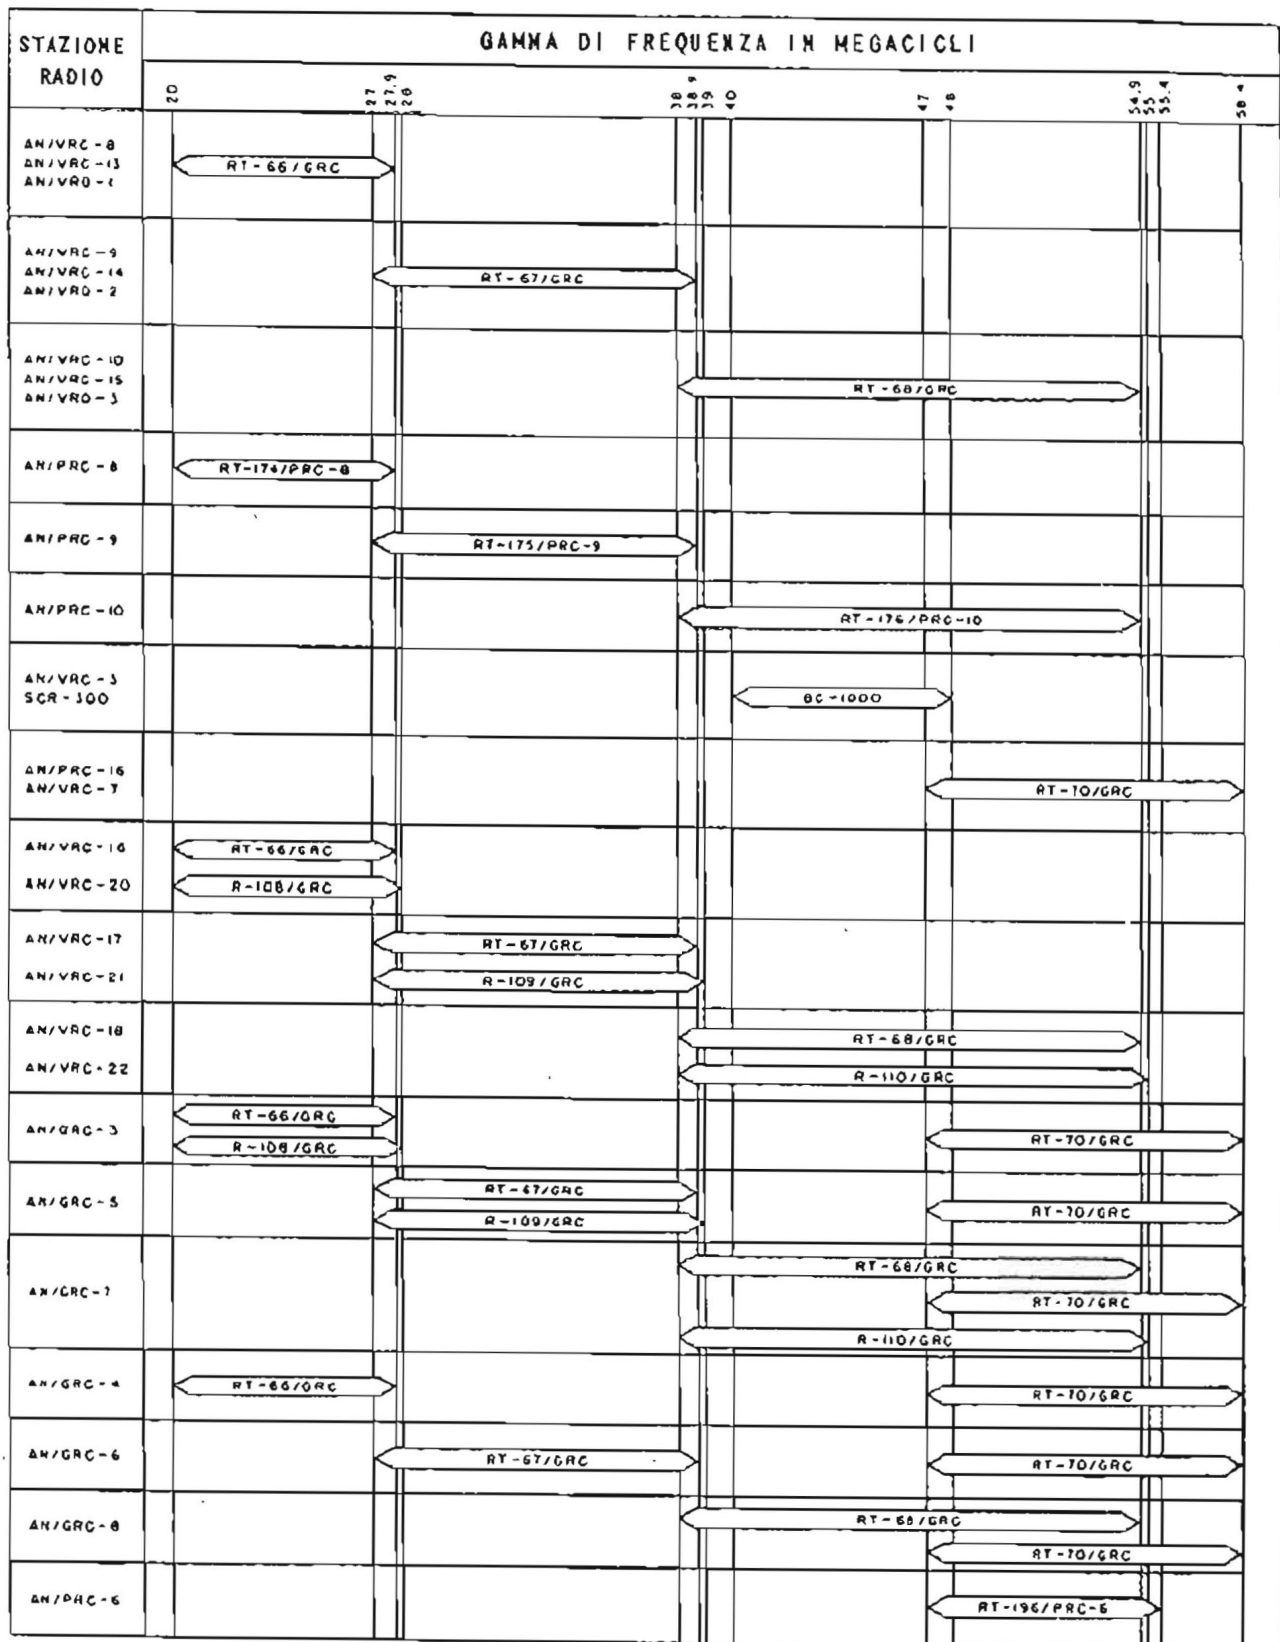 STAZIONE RADIO
GAMMA DI FREQUENZA IN MEGACICLI
20 27 27,9 28 38 38,9 39 40 47 48 54,9 55 55,4 58,4
AN/VRC-8
AN/VRC-13
AN/VRQ-1
RT-66/GRC
AN/VRC-9
AN/VRC-14
AN/VRQ-2
RT-67/GRC
AN/VRC-10
AN/VRC-15
AN/VRQ-3
RT-68/GRC
AN/PRC-8
RT-174/PRC-8
AN/PRC-9
RT-175/PRC-9
AN/PRC-10
RT-176/PRC-10
AN/VRC-3
SCR-300
BC-1000
AN/PRC-16
AN/VRC-7
RT-70/GRC
AN/VRC-16
RT-66/GRC
AN/VRC-20
R-108/GRC
AN/VRC-17
RT-67/GRC
AN/VRC-21
R-109/GRC
AN/VRC-18
RT-68/GRC
AN/VRC-22
R-110/GRC
AN/GRC-3
RT-66/GRC
R-108/GRC
RT-70/GRC
AN/GRC-5
RT-67/GRC
R-109/GRC
RT-70/GRC
AN/GRC-7
RT-68/GRC
RT-70/GRC
R-110/GRC
AN/GRC-4
RT-66/GRC
RT-70/GRC
AN/GRC-6
RT-67/GRC
RT-70/GRC
AN/GRC-8
RT-68/GRC
RT-70/GRC
AN/PRC-6
RT-196/PRC-6